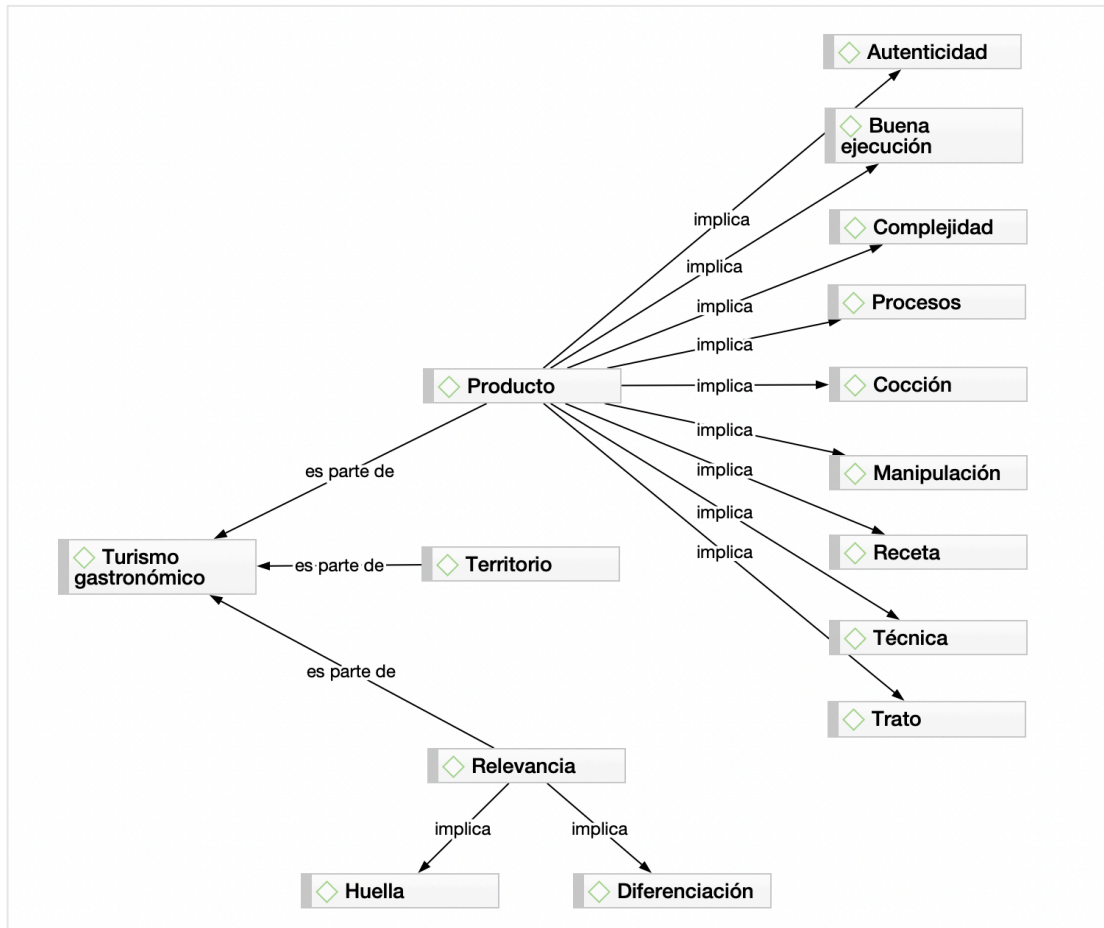 Autenticidad
Buena
ejecución
implica
Complejidad
implica
Procesos
implica
implica
Producto
implica
Cocción
implica
Manipulación
es parte de
implica
implica
Receta
implica
Turismo
gastronómico
es parte de
Territorio
Técnica
es parte de
Trato
Relevancia
implica
implica
Huella
Diferenciación